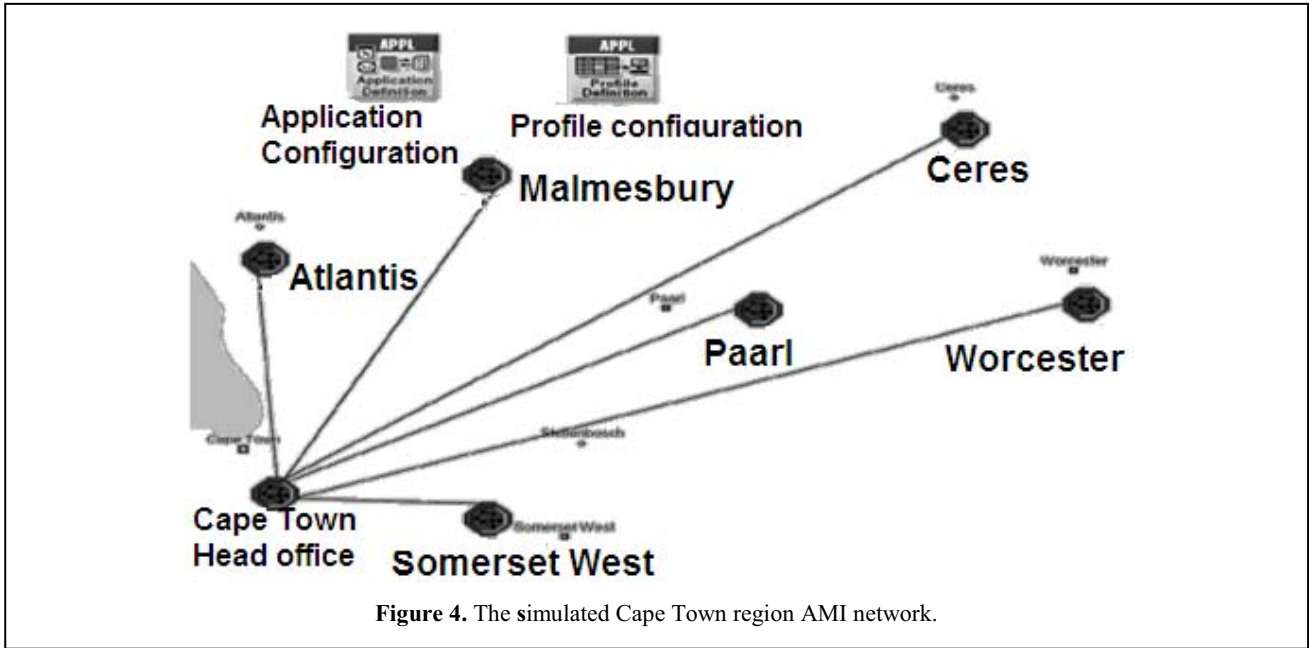 APPL
Application
Definition
APPL
Profile
Definition
Application
Configuration
Profile configuration
Ceres
Ceres
Malmesbury
Atlantis
Atlantis
Worcester
Paarl
Paarl
Worcester
Stellenbosch
Cape Town
Cape Town
Head office
Somerset West
Somerset West
Figure 4. The simulated Cape Town region AMI network.